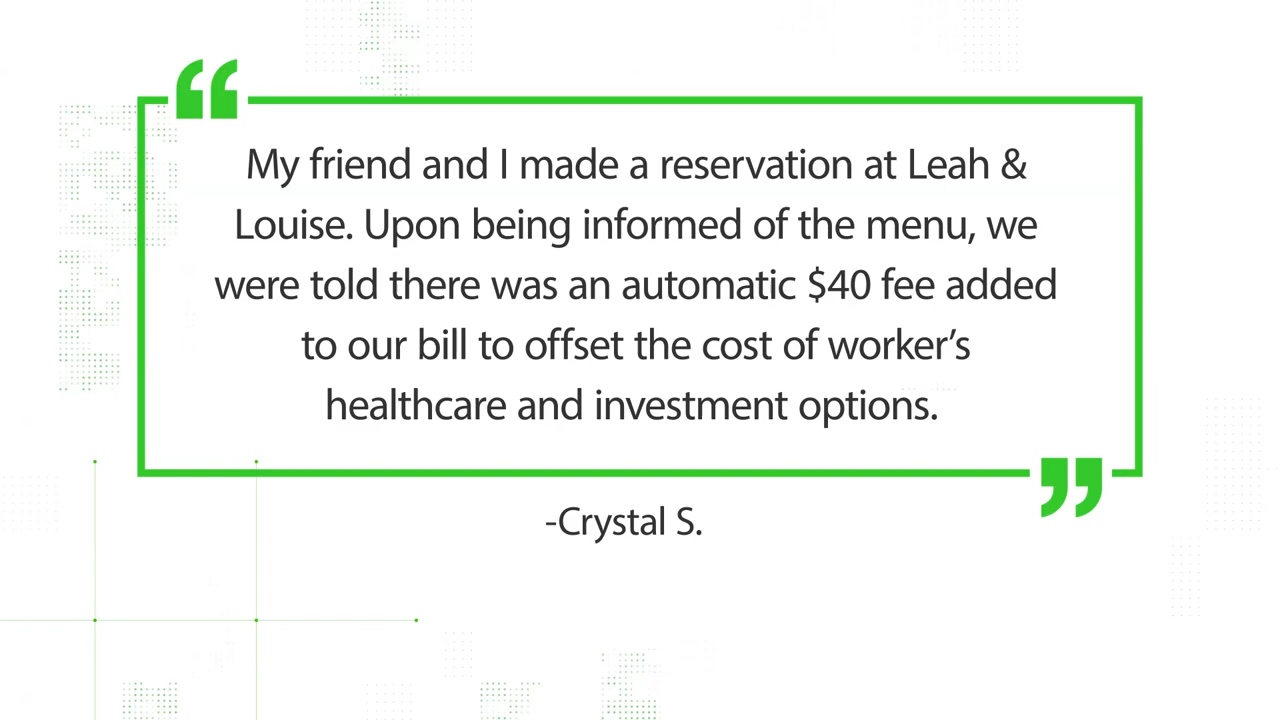 “
My friend and I made a reservation at Leah &
Louise. Upon being informed of the menu, we
were told there was an automatic $40 fee added
to our bill to offset the cost of worker’s
healthcare and investment options.
”
-Crystal S.